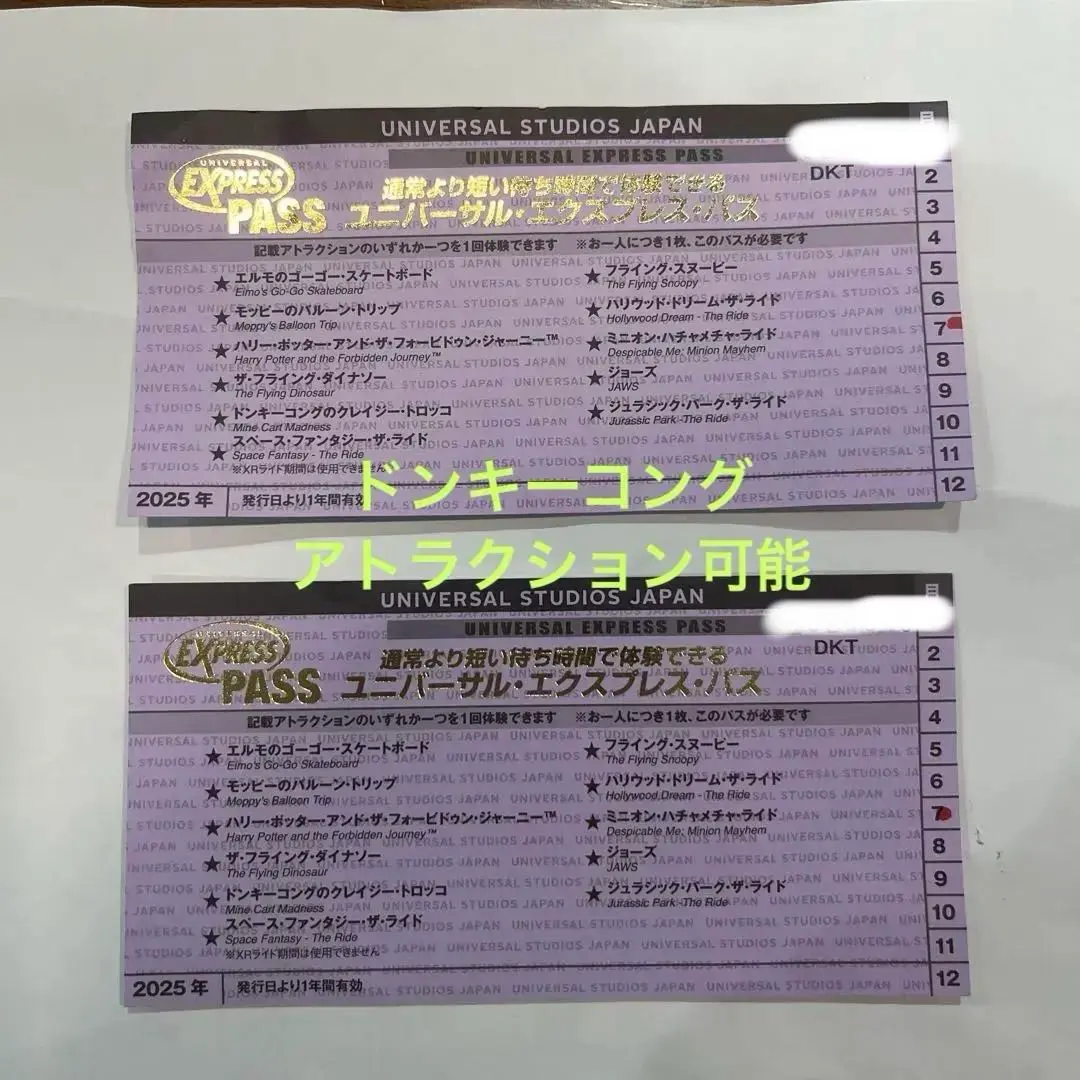 UNIVERSAL STUDIOS JAPAN
UNIVERSAL EXPRESS PASS
月
DKT
UNIVERSAL
EXPRESS
PASS
通常より短い待ち時間で体験できる
ユニバーサル・エクスプレス・パス
2
3
4
5
6
7
8
9
10
11
12
記載アトラクションのいずれか一つを1回体験できます ※お一人につき1枚、このパスが必要です
★エルモのゴーゴー・スケートボード
Elmo's Go-Go Skateboard
★モッピーのバルーン・トリップ
Moppy's Balloon Trip
★ハリー・ポッター・アンド・ザ・フォービドゥン・ジャーニー™
Harry Potter and the Forbidden Journey™
★ザ・フライング・ダイナソー
The Flying Dinosaur
★ドンキーコングのクレイジー・トロッコ
Mine Cart Madness
★スペース・ファンタジー・ザ・ライド
Space Fantasy - The Ride
※XRライド期間は使用できません
★フライング・スヌーピー
The Flying Snoopy
★ハリウッド・ドリーム・ザ・ライド
Hollywood Dream - The Ride
★ミニオン・ハチャメチャ・ライド
Despicable Me: Minion Mayhem
★ジョーズ
JAWS
★ジュラシック・パーク・ザ・ライド
Jurassic Park -The Ride
2025年 発行日より1年間有効
ドンキーコング
アトラクション可能
UNIVERSAL STUDIOS JAPAN
UNIVERSAL EXPRESS PASS
月
DKT
UNIVERSAL
EXPRESS
PASS
通常より短い待ち時間で体験できる
ユニバーサル・エクスプレス・パス
2
3
4
5
6
7
8
9
10
11
12
記載アトラクションのいずれか一つを1回体験できます ※お一人につき1枚、このパスが必要です
★エルモのゴーゴー・スケートボード
Elmo's Go-Go Skateboard
★モッピーのバルーン・トリップ
Moppy's Balloon Trip
★ハリー・ポッター・アンド・ザ・フォービドゥン・ジャーニー™
Harry Potter and the Forbidden Journey™
★ザ・フライング・ダイナソー
The Flying Dinosaur
★ドンキーコングのクレイジー・トロッコ
Mine Cart Madness
★スペース・ファンタジー・ザ・ライド
Space Fantasy - The Ride
※XRライド期間は使用できません
★フライング・スヌーピー
The Flying Snoopy
★ハリウッド・ドリーム・ザ・ライド
Hollywood Dream - The Ride
★ミニオン・ハチャメチャ・ライド
Despicable Me: Minion Mayhem
★ジョーズ
JAWS
★ジュラシック・パーク・ザ・ライド
Jurassic Park -The Ride
2025年 発行日より1年間有効